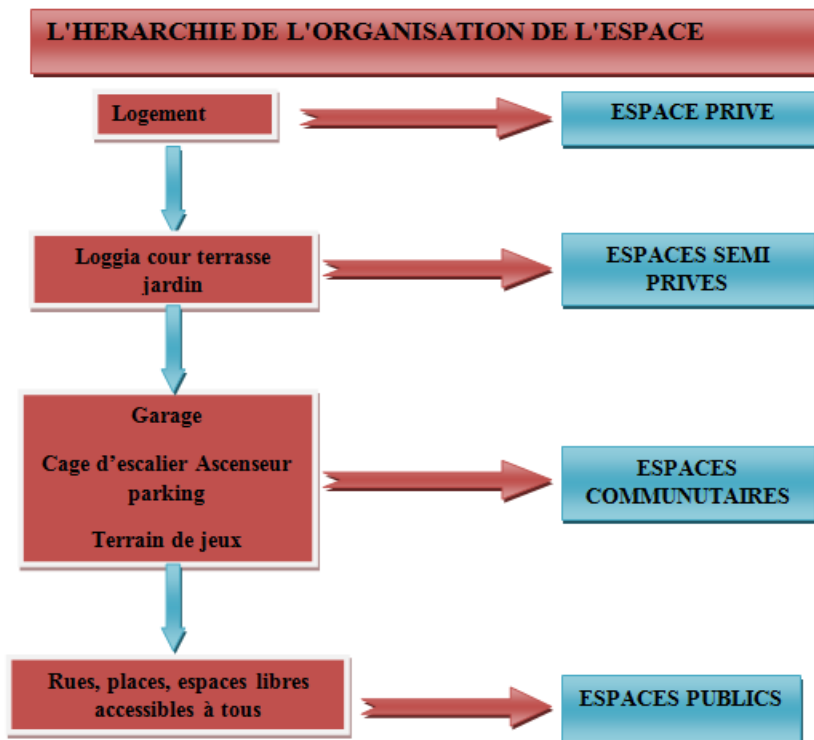 L'HERARCHIE DE L'ORGANISATION DE L'ESPACE
Logement
ESPACE PRIVE
Loggia cour terrasse
jardin
ESPACES SEMI
PRIVES
Garage
Cage d’escalier Ascenseur
parking
Terrain de jeux
ESPACES
COMMUNUTAIRES
Rues, places, espaces libres
accessibles à tous
ESPACES PUBLICS